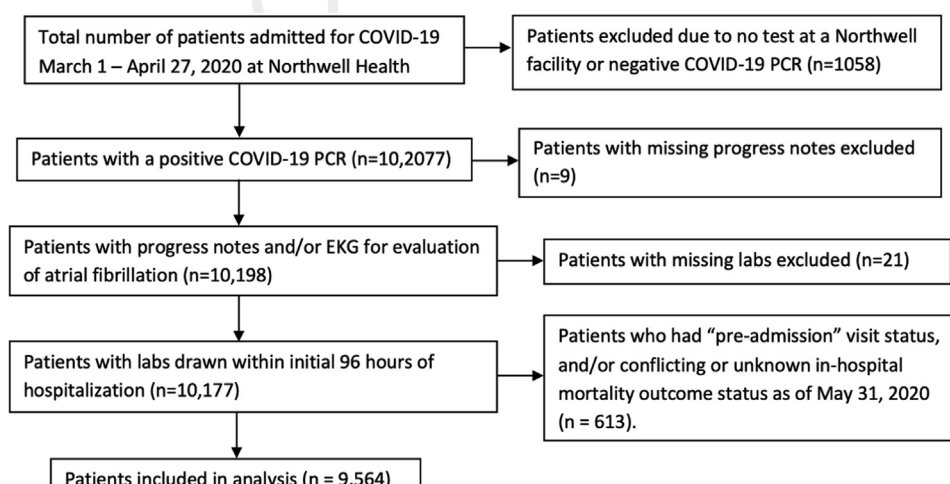 Total number of patients admitted for COVID-19
March 1 – April 27, 2020 at Northwell Health
Patients excluded due to no test at a Northwell
facility or negative COVID-19 PCR (n=1058)
Patients with a positive COVID-19 PCR (n=10,2077)
Patients with missing progress notes excluded
(n=9)
Patients with progress notes and/or EKG for evaluation
of atrial fibrillation (n=10,198)
Patients with missing labs excluded (n=21)
Patients with labs drawn within initial 96 hours of
hospitalization (n=10,177)
Patients who had “pre-admission” visit status,
and/or conflicting or unknown in-hospital
mortality outcome status as of May 31, 2020
(n = 613).
Patients included in analysis (n = 9,564)